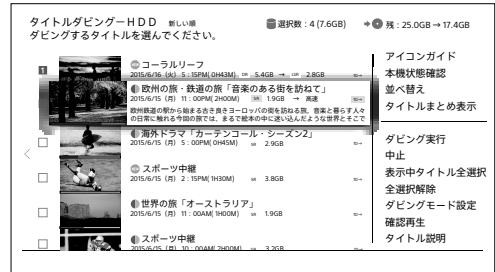 タイトルダビングーHDD 新しい順
選択数：4 (7.6GB)
残：25.0GB→17.4GB
ダビングするタイトルを選んでください。
1
コーラルリーフ
2015/6/16（火）5：15PM( 0H43M) DR 5.4GB → LSR 2.8GB
欧州の旅・鉄道の旅「音楽のある街を訪ねて」
2015/6/15（月）11：00PM( 2H00M) SR 1.9GB → 高速
欧州鉄道の駅から始まる古き良きヨーロッパの街を訪ねる旅、音楽と暮らす人々
の日常に触れる今回の旅では、まるで絵本の中に迷い込んだような世界とそこで
海外ドラマ「カーテンコール・シーズン2」
2015/6/15（月）5：00PM( 0H45M) SR 2.9GB
スポーツ中継
2015/6/15（月）2：15PM( 1H30M) SR 3.8GB
世界の旅「オーストラリア」
2015/6/15（月）11：00AM( 1H00M) SR 1.9GB
スポーツ中継
2015/6/15（月）10：00AM( 2H00M) SR 3.2GB
アイコンガイド
本機状態確認
並べ替え
タイトルまとめ表示
ダビング実行
中止
表示中タイトル全選択
全選択解除
ダビングモード設定
確認再生
タイトル説明